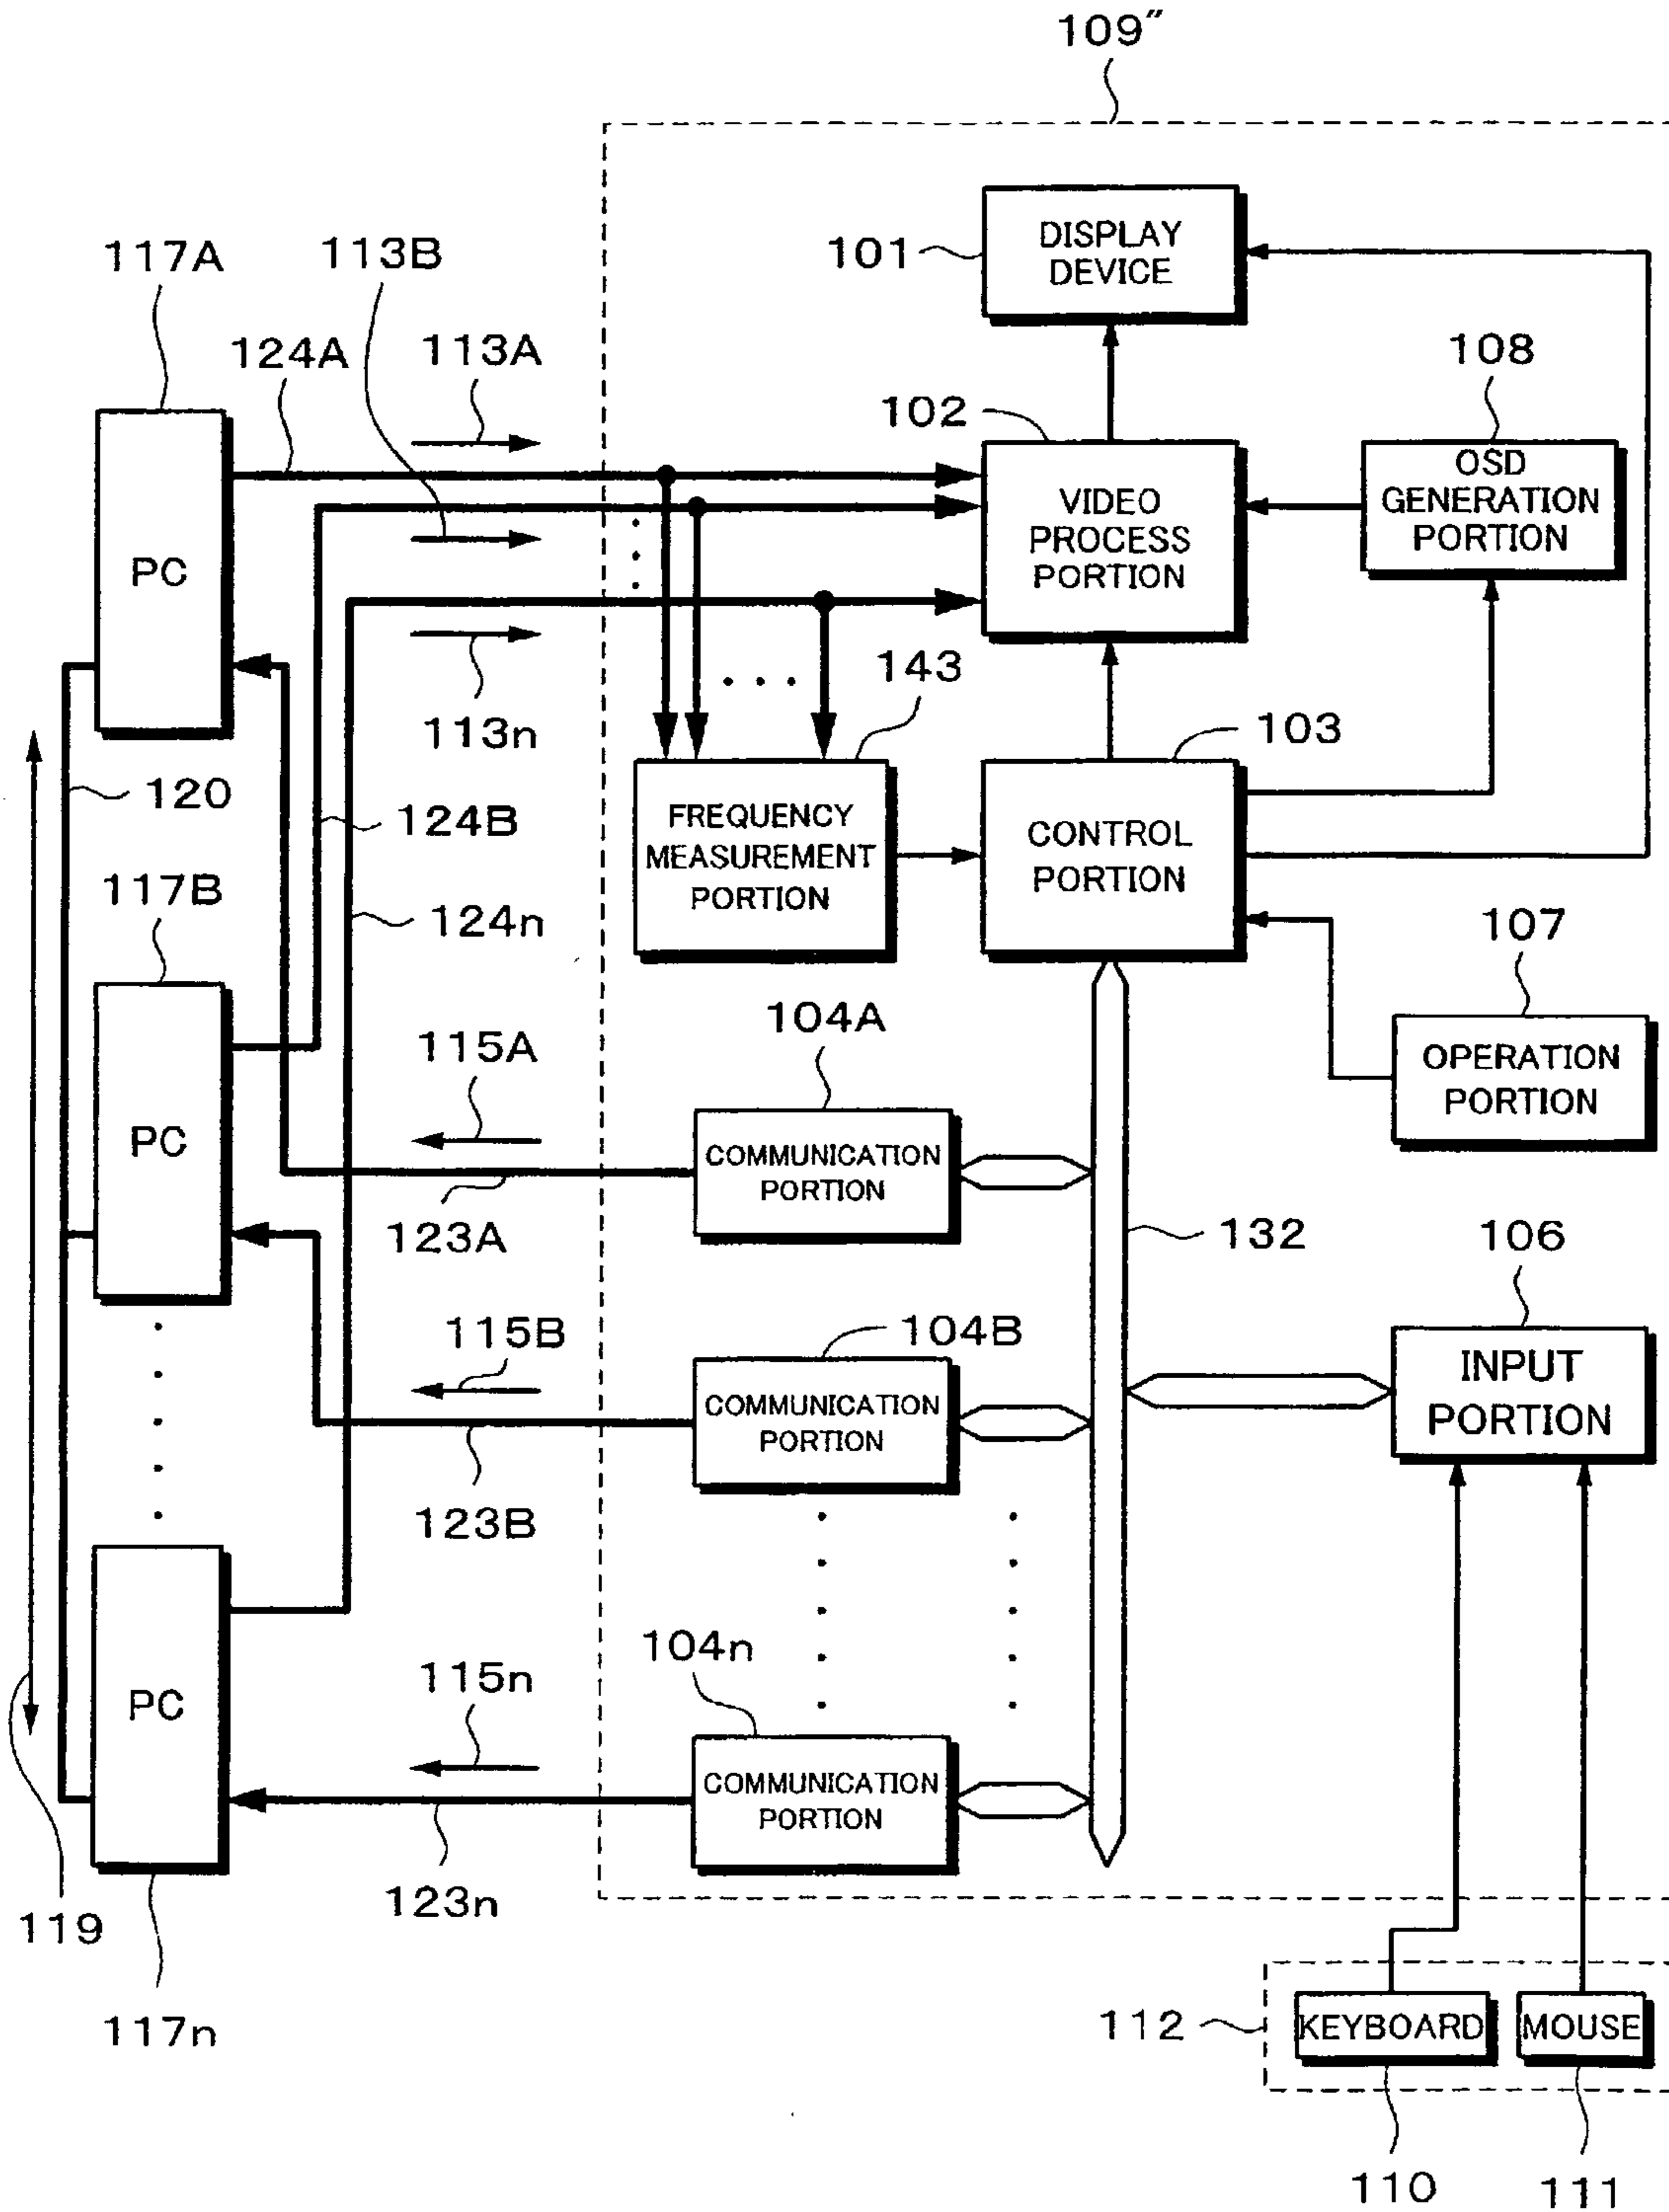 109″
DISPLAY
DEVICE
101
117A
113B
124A
113A
108
102
OSD
GENERATION
PORTION
VIDEO
PROCESS
PORTION
PC
143
113n
103
120
124B
FREQUENCY
MEASUREMENT
PORTION
CONTROL
PORTION
117B
124n
107
104A
115A
OPERATION
PORTION
PC
COMMUNICATION
PORTION
123A
132
106
115B
104B
INPUT
PORTION
COMMUNICATION
PORTION
123B
104n
115n
PC
COMMUNICATION
PORTION
123n
119
117n
112
KEYBOARD
MOUSE
110
111